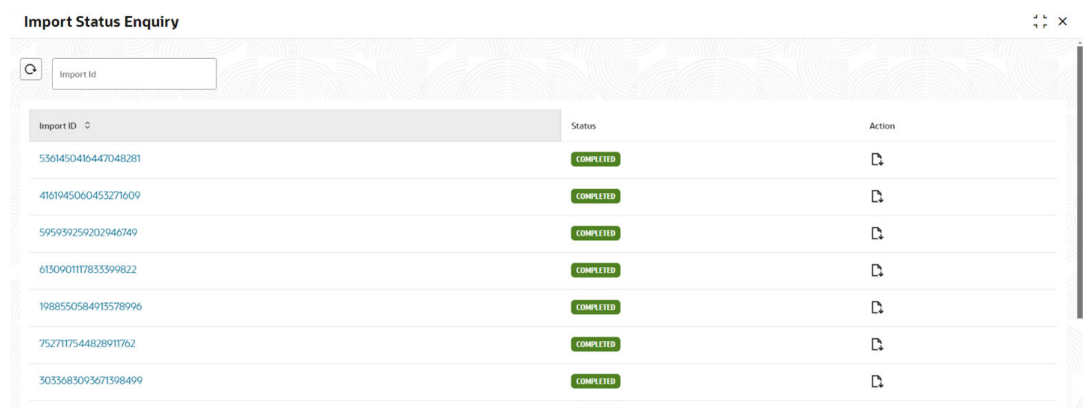 Import Status Enquiry
Import Id
Import ID Status Action
5361450416447048281 COMPLETED
4161945060453271609 COMPLETED
595939259202946749 COMPLETED
6130901117833399822 COMPLETED
1988550584913578996 COMPLETED
7527117544828911762 COMPLETED
3033683093671398499 COMPLETED